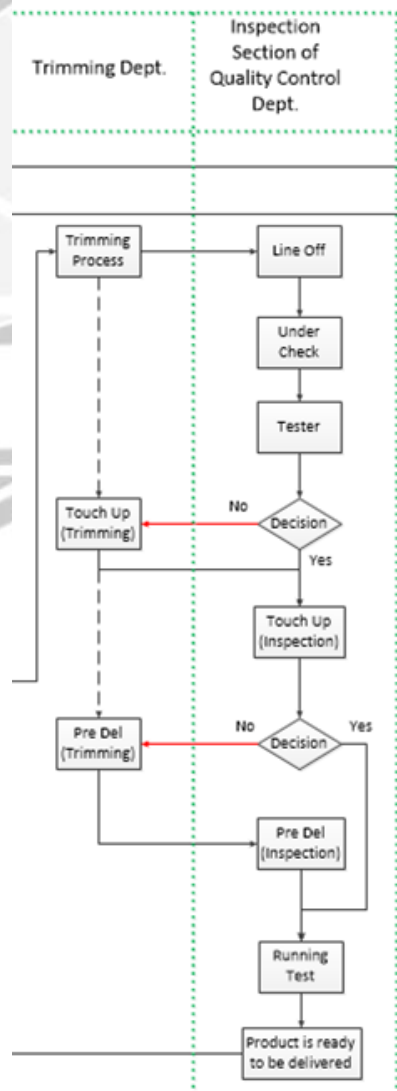 Trimming Dept.
Inspection
Section of
Quality Control
Dept.
Trimming
Process
Line Off
Under
Check
Tester
Touch Up
(Trimming)
No
Decision
Yes
Touch Up
(Inspection)
Pre Del
(Trimming)
No
Decision
Yes
Pre Del
(Inspection)
Running
Test
Product is ready
to be delivered